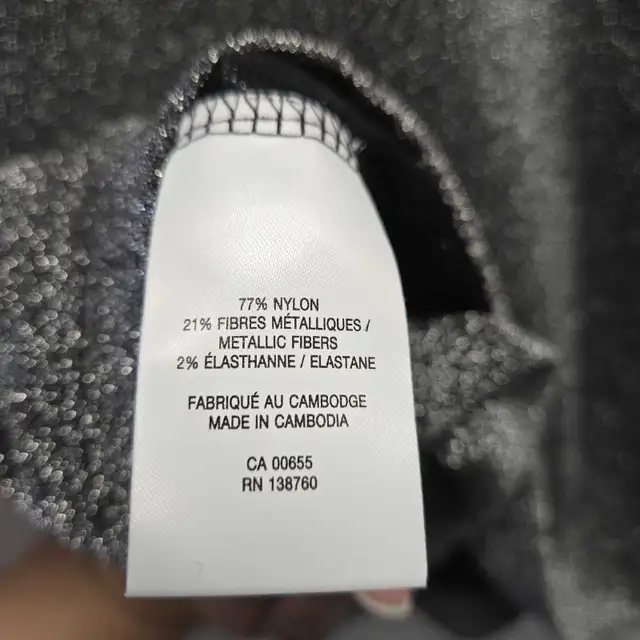 77% NYLON
21% FIBRES MÉTALLIQUES /
METALLIC FIBERS
2% ÉLASTHANNE / ELASTANE
FABRIQUÉ AU CAMBODGE
MADE IN CAMBODIA
CA 00655
RN 138760